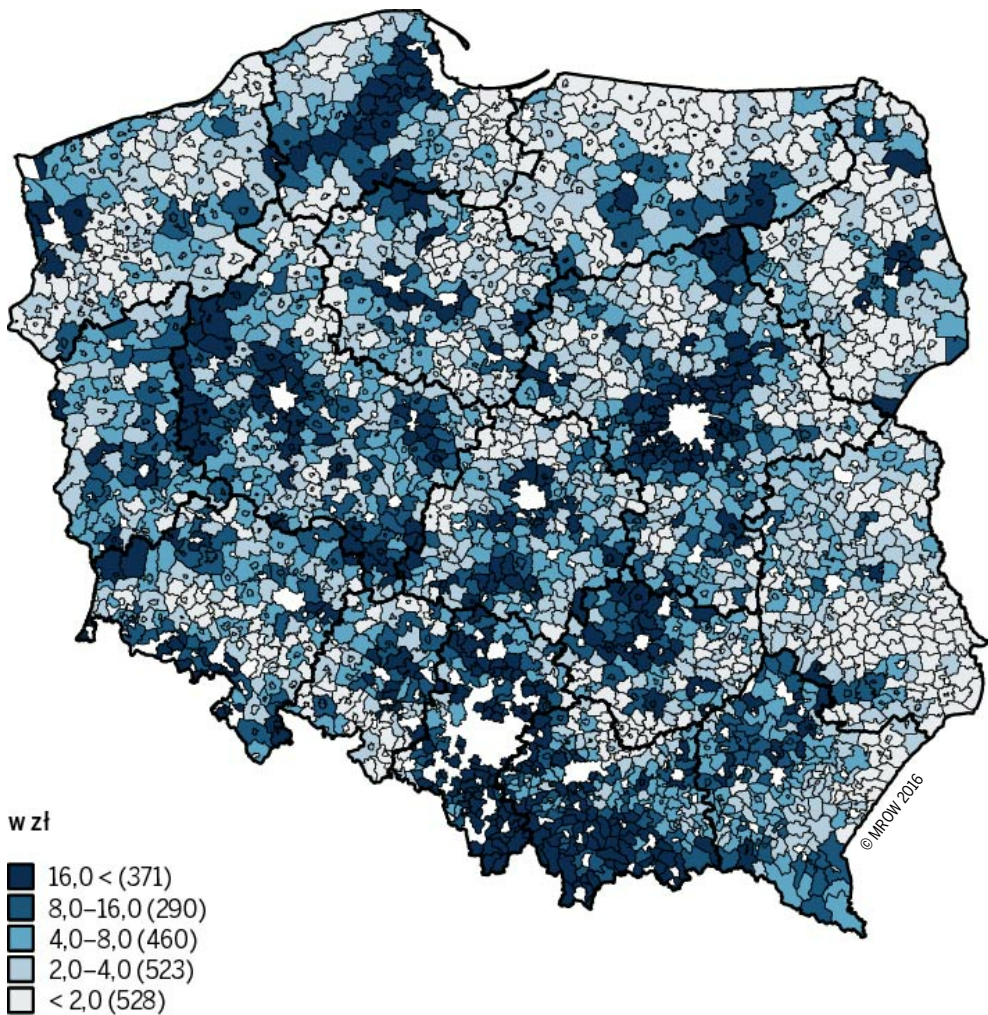 w zł
16,0 < (371)
8,0–16,0 (290)
4,0–8,0 (460)
2,0–4,0 (523)
< 2,0 (528)
© MROW 2016